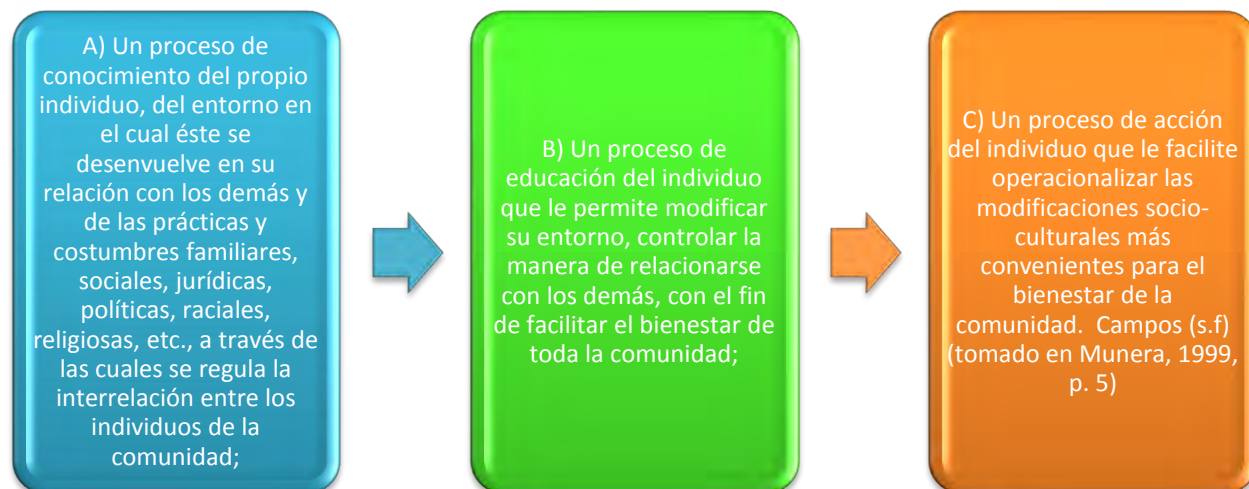 A) Un proceso de
conocimiento del propio
individuo, del entorno en
el cual éste se
desenvuelve en su
relación con los demás y
de las prácticas y
costumbres familiares,
sociales, jurídicas,
políticas, raciales,
religiosas, etc., a través de
las cuales se regula la
interrelación entre los
individuos de la
comunidad;
B) Un proceso de
educación del individuo
que le permite modificar
su entorno, controlar la
manera de relacionarse
con los demás, con el fin
de facilitar el bienestar de
toda la comunidad;
C) Un proceso de acción
del individuo que le facilite
operacionalizar las
modificaciones socio-
culturales más
convenientes para el
bienestar de la
comunidad. Campos (s.f)
(tomado en Munera, 1999,
p. 5)